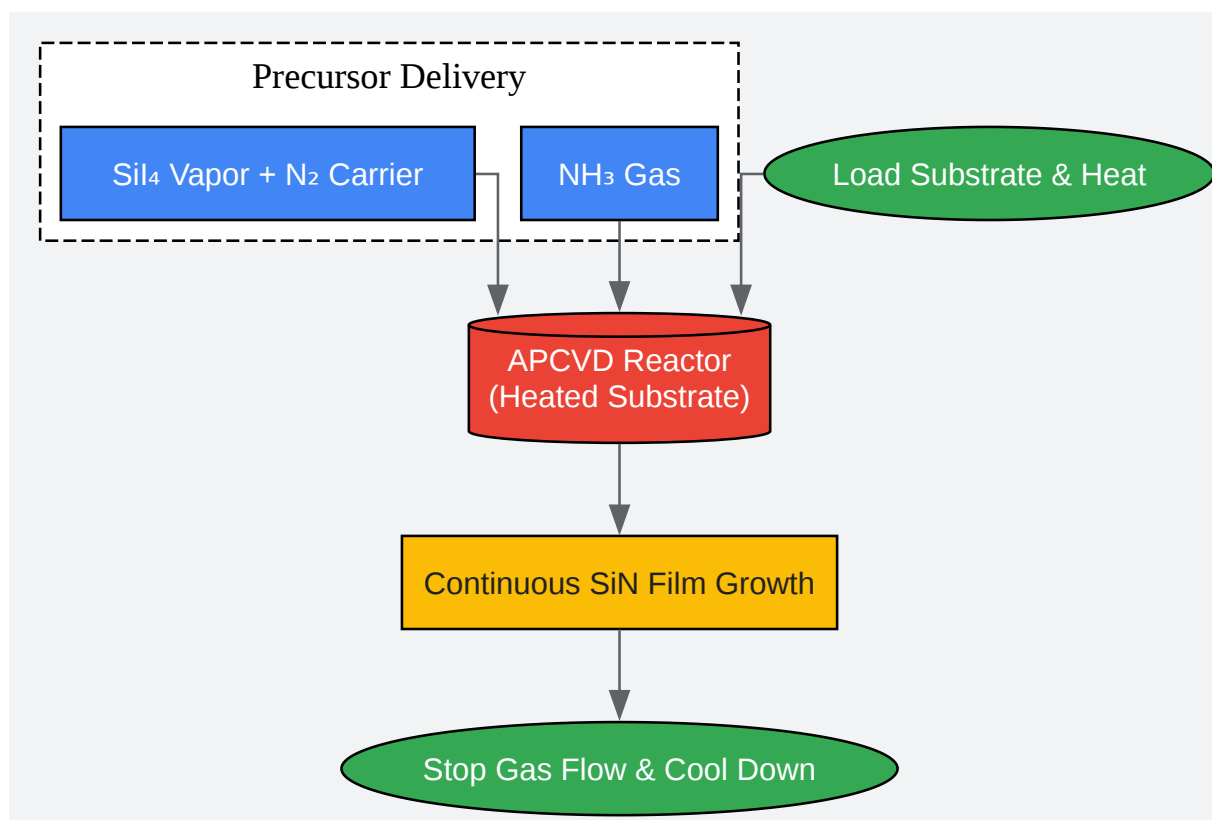 Precursor Delivery
SiI₄ Vapor + N₂ Carrier
NH₃ Gas
Load Substrate & Heat
APCVD Reactor
(Heated Substrate)
Continuous SiN Film Growth
Stop Gas Flow & Cool Down